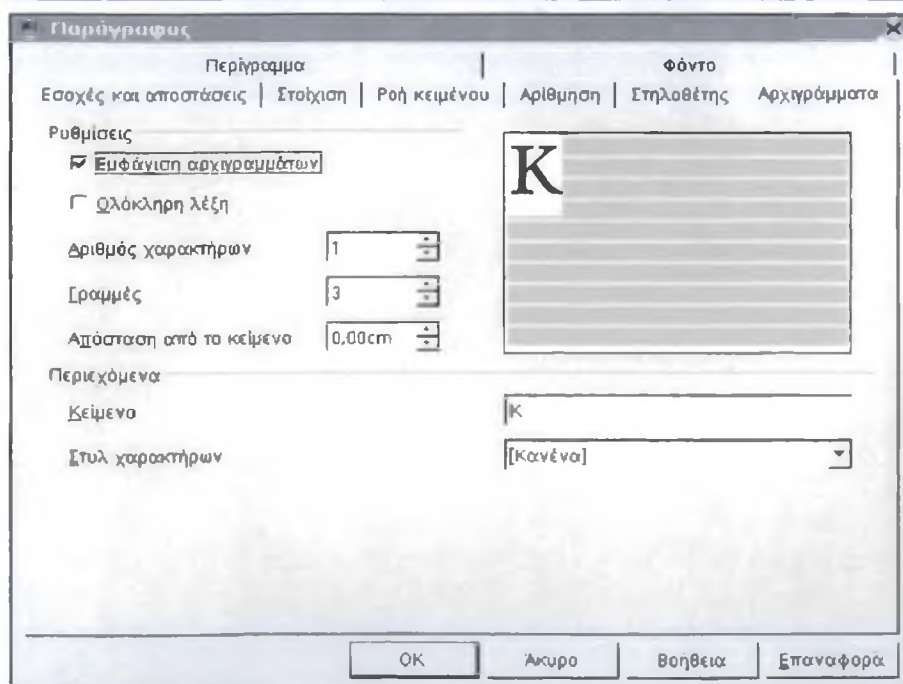 Παράγραφος
Περίγραμμα Φόντο
Εσοχές και αποστάσεις Στοίχιση Ροή κειμένου Αρίθμηση Στηλοθέτης Αρχιγράμματα
Ρυθμίσεις
Εμφάνιση αρχιγραμμάτων
Ολόκληρη λέξη
Αριθμός χαρακτήρων 1
Γραμμές 3
Απόσταση από το κείμενο 0,00cm
K
Περιεχόμενα
Κείμενο K
Στυλ χαρακτήρων [Κανένα]
OK Άκυρο Βοήθεια Επαναφορά